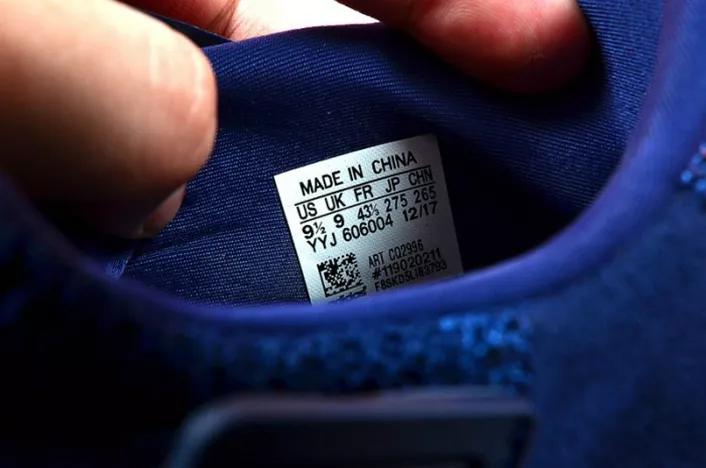 MADE IN CHINA
US UK FR JP CHN
9½ 9 43⅓ 275 265
YYJ 606004 12/17
ART CQ2996
#119020211